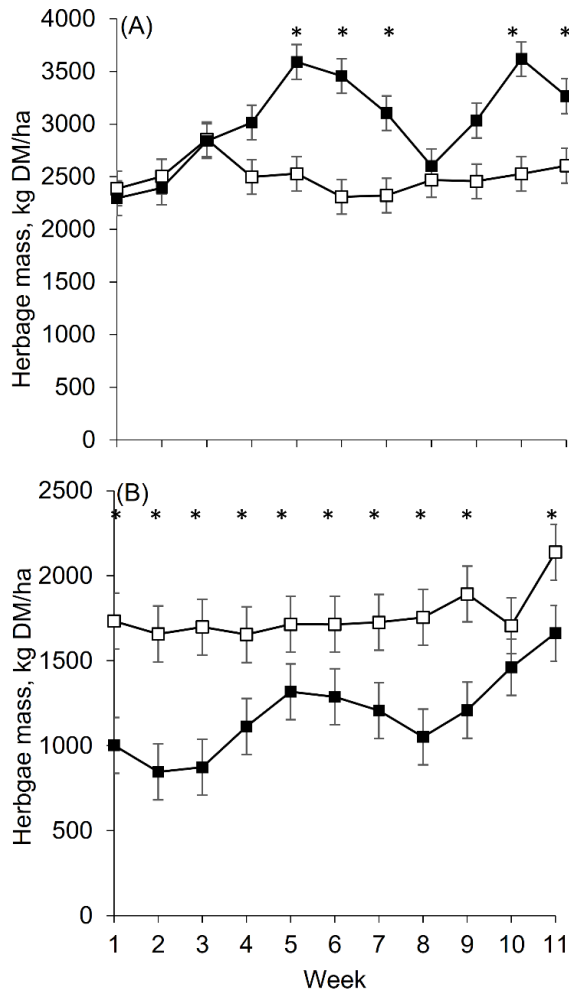 4000
(A)
* * * * *
3500
3000
2500
2000
1500
1000
500
0
Herbage mass, kg DM/ha
2500
(B)
* * * * * * * * * *
2000
1500
1000
500
0
Herbgae mass, kg DM/ha
1 2 3 4 5 6 7 8 9 10 11
Week